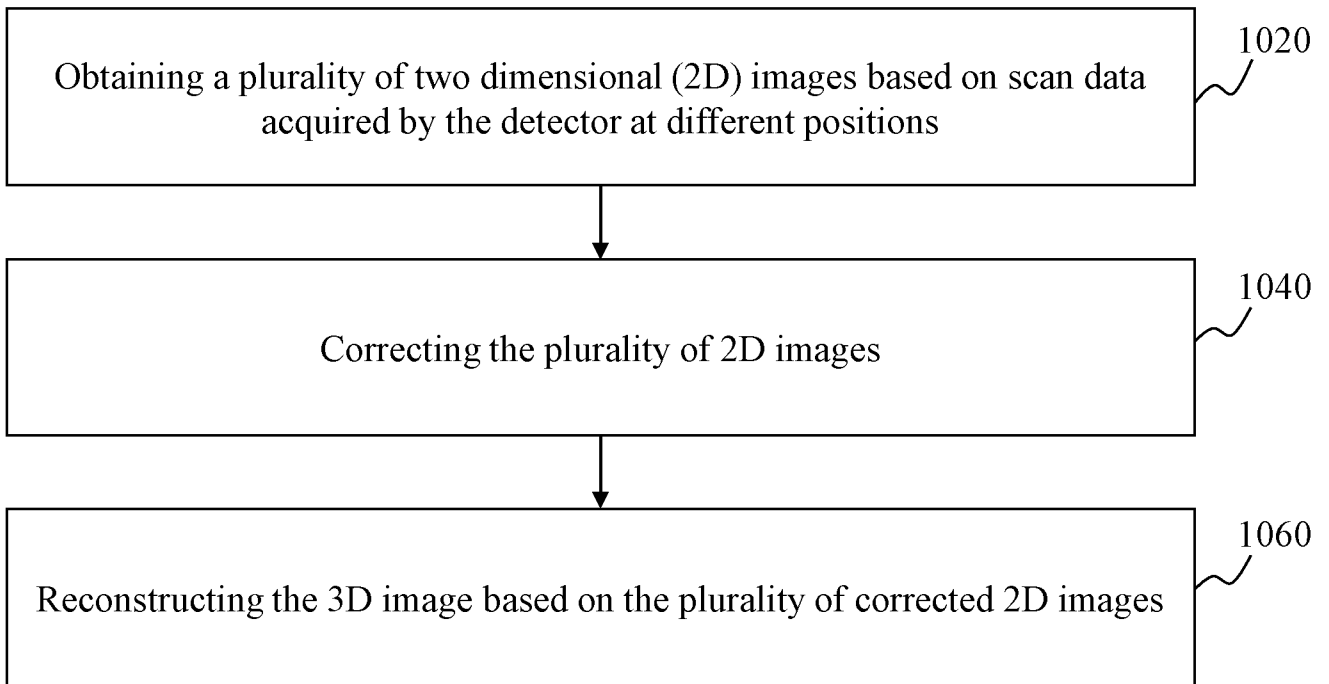 1020
Obtaining a plurality of two dimensional (2D) images based on scan data
acquired by the detector at different positions
1040
Correcting the plurality of 2D images
1060
Reconstructing the 3D image based on the plurality of corrected 2D images